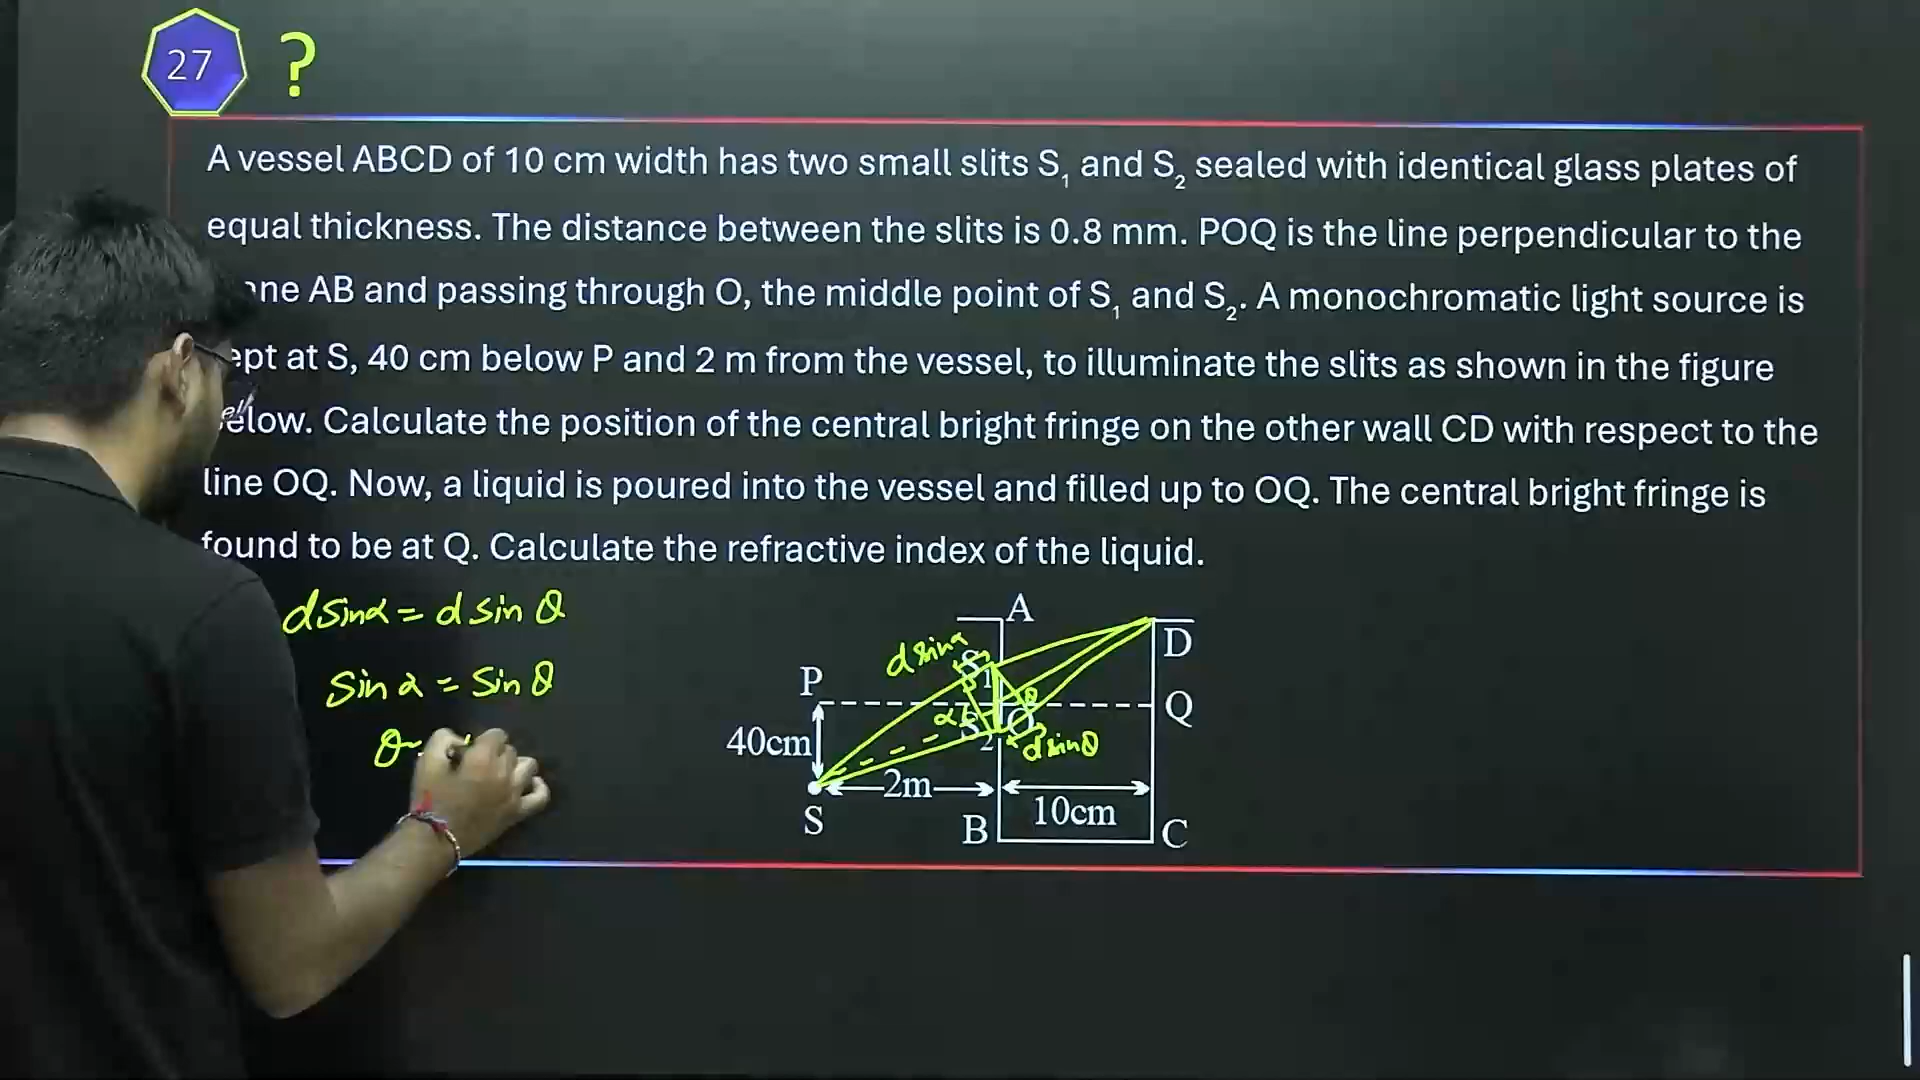 27 ?
A vessel ABCD of 10 cm width has two small slits S₁ and S₂ sealed with identical glass plates of
equal thickness. The distance between the slits is 0.8 mm. POQ is the line perpendicular to the
ane AB and passing through O, the middle point of S₁ and S₂. A monochromatic light source is
ept at S, 40 cm below P and 2 m from the vessel, to illuminate the slits as shown in the figure
elow. Calculate the position of the central bright fringe on the other wall CD with respect to the
line OQ. Now, a liquid is poured into the vessel and filled up to OQ. The central bright fringe is
found to be at Q. Calculate the refractive index of the liquid.
dsinα = d sin θ
sin α = sin θ
θ
A
D
dsinα
S₁
P
θ
Q
α
O
S₂
40cm
dsinθ
2m
10cm
S
B
C